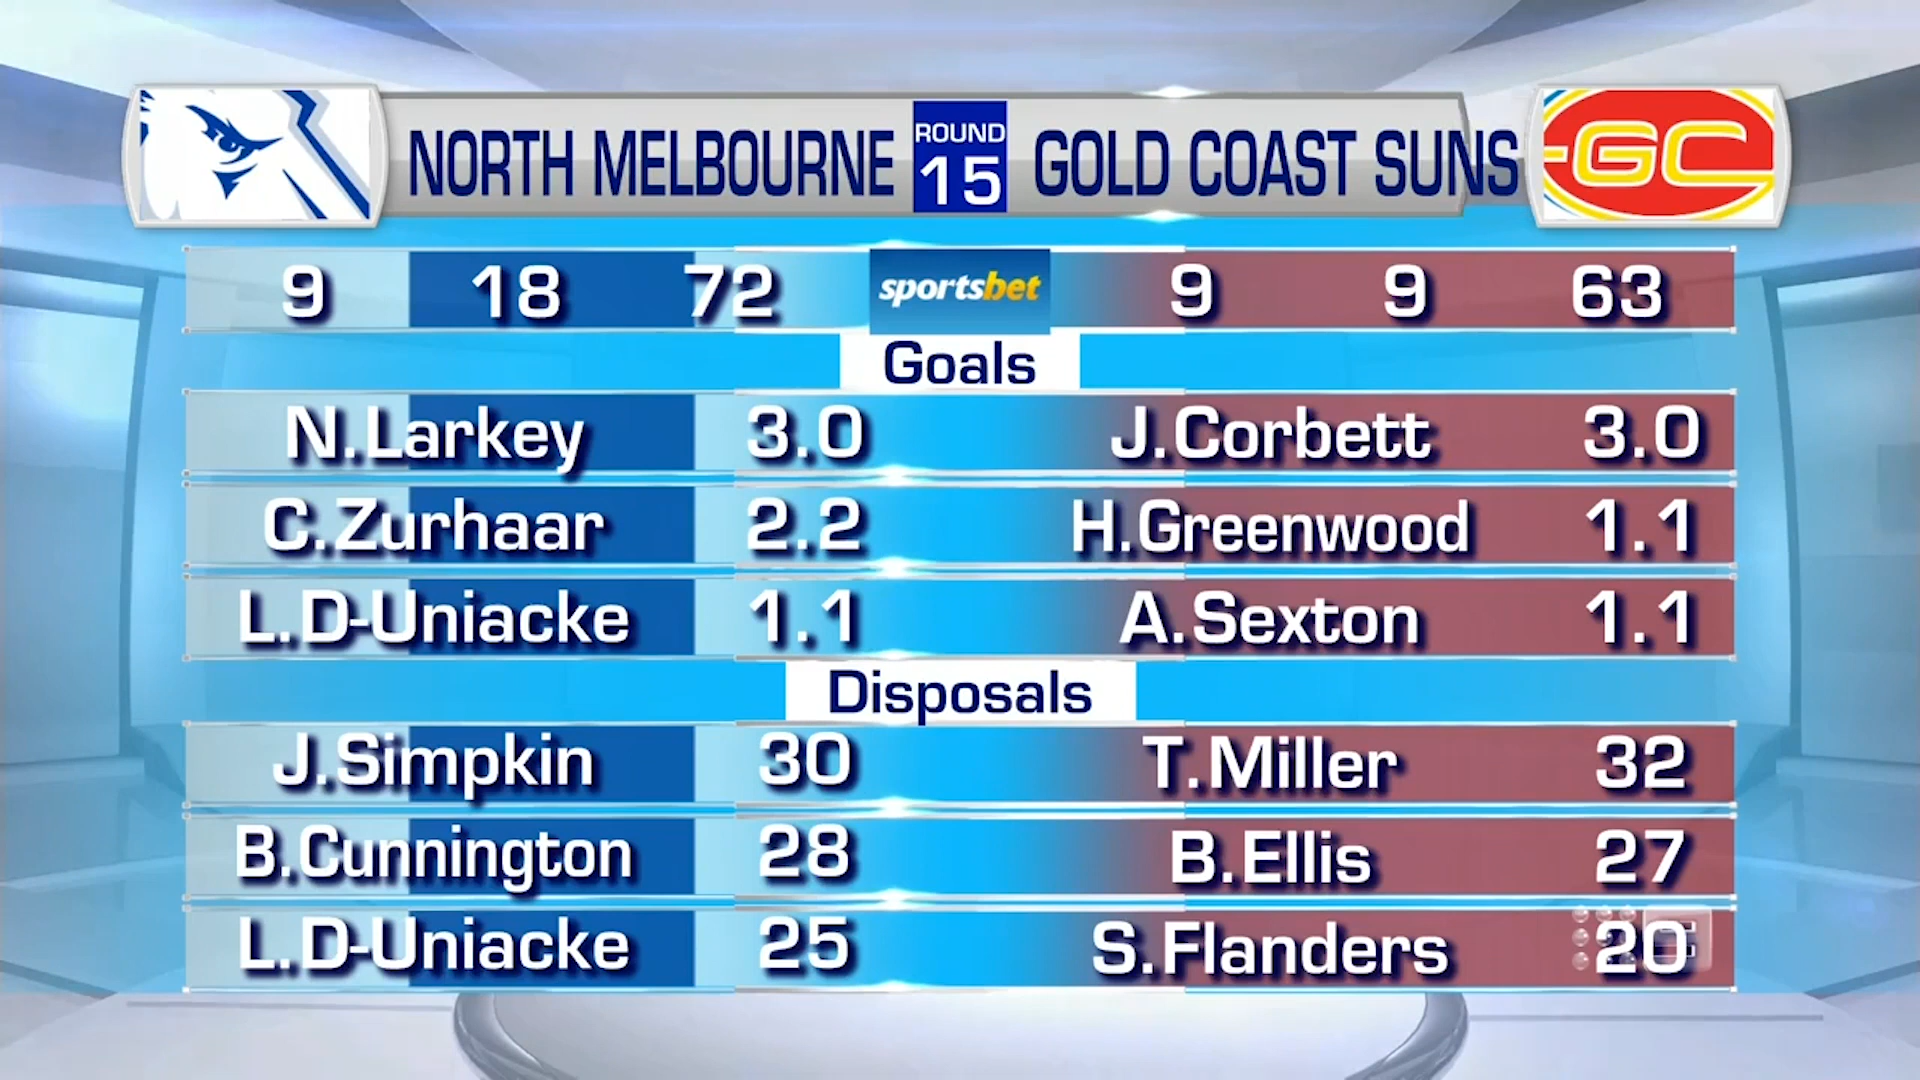 NORTH MELBOURNE ROUND 15 GOLD COAST SUNS GC
9 18 72 sportsbet 9 9 63
Goals
N.Larkey 3.0 J.Corbett 3.0
C.Zurhaar 2.2 H.Greenwood 1.1
L.D-Uniacke 1.1 A.Sexton 1.1
Disposals
J.Simpkin 30 T.Miller 32
B.Cunnington 28 B.Ellis 27
L.D-Uniacke 25 S.Flanders 20